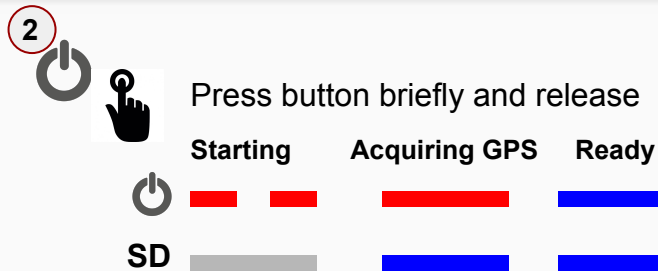 2
Press button briefly and release
Starting Acquiring GPS Ready
SD